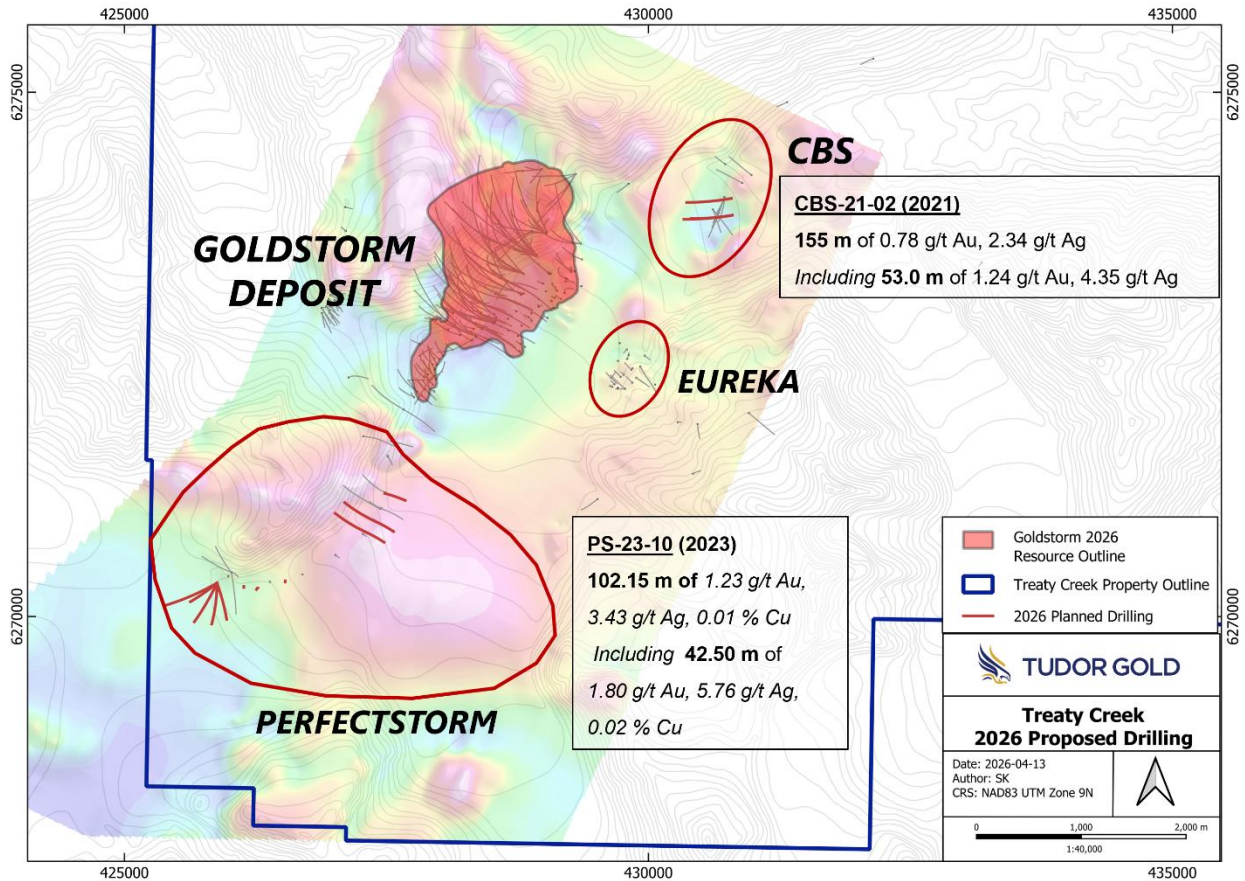 425000
430000
435000
6275000
6275000
CBS
CBS-21-02 (2021)
155 m of 0.78 g/t Au, 2.34 g/t Ag
Including 53.0 m of 1.24 g/t Au, 4.35 g/t Ag
GOLDSTORM
DEPOSIT
EUREKA
PS-23-10 (2023)
102.15 m of 1.23 g/t Au,
3.43 g/t Ag, 0.01 % Cu
Including 42.50 m of
1.80 g/t Au, 5.76 g/t Ag,
0.02 % Cu
PERFECTSTORM
6270000
6270000
Goldstorm 2026
Resource Outline
Treaty Creek Property Outline
2026 Planned Drilling
TUDOR GOLD
Treaty Creek
2026 Proposed Drilling
Date: 2026-04-13
Author: SK
CRS: NAD83 UTM Zone 9N
0 1,000 2,000 m
1:40,000
425000
430000
435000